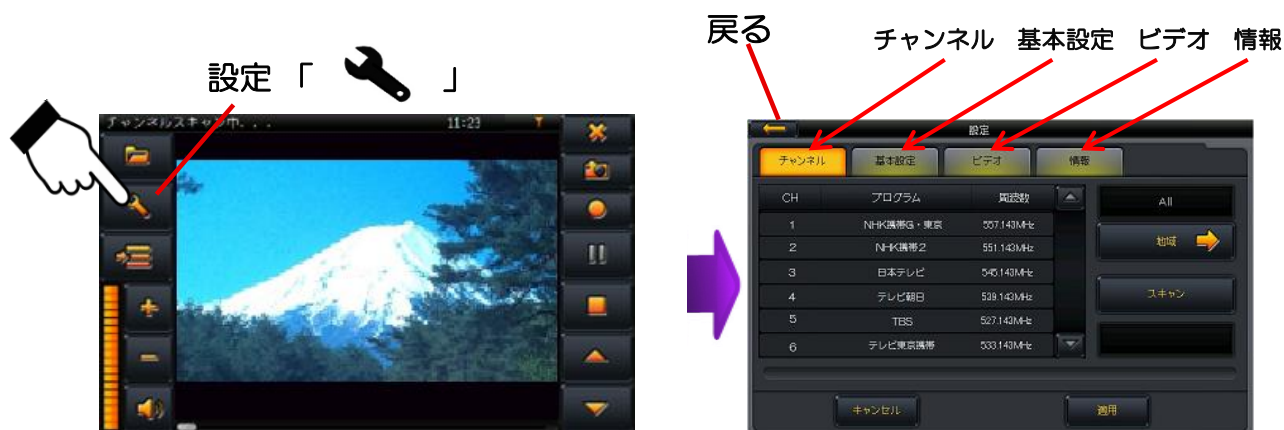 設定「 」
チャンネルスキャン中. . .
11:23
戻る
チャンネル 基本設定 ビデオ 情報
設定
チャンネル 基本設定 ビデオ 情報
CH プログラム 周波数
1 NHK携帯G・東京 557.143MHz
2 NHK携帯2 551.143MHz
3 日本テレビ 545.143MHz
4 テレビ朝日 539.143MHz
5 TBS 527.143MHz
6 テレビ東京携帯 533.143MHz
All
地域
スキャン
キャンセル 適用